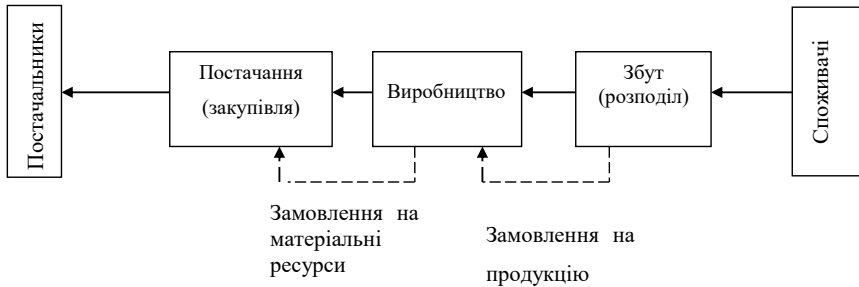 Постачальники
Постачання
(закупівля)
Виробництво
Збут
(розподіл)
Споживачі
Замовлення на
матеріальні
ресурси
Замовлення на
продукцію